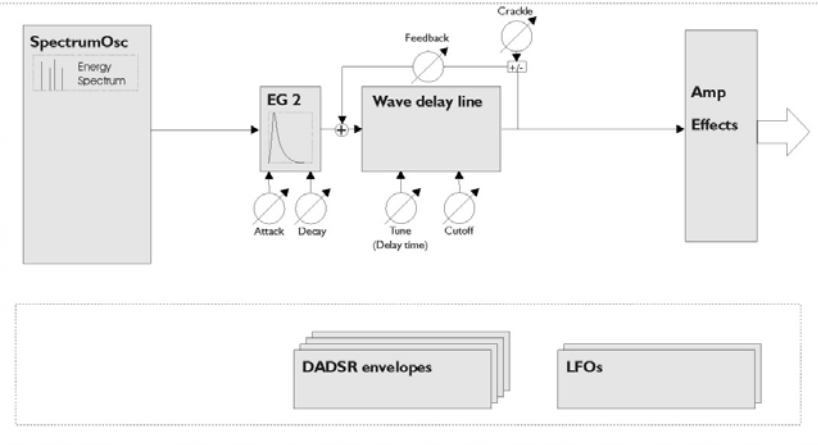 Crackle
SpectrumOsc
Feedback
Energy
Spectrum
+/-
EG 2
Wave delay line
Amp
Effects
+
Attack
Decay
Tune
(Delay time)
Cutoff
DADSR envelopes
LFOs